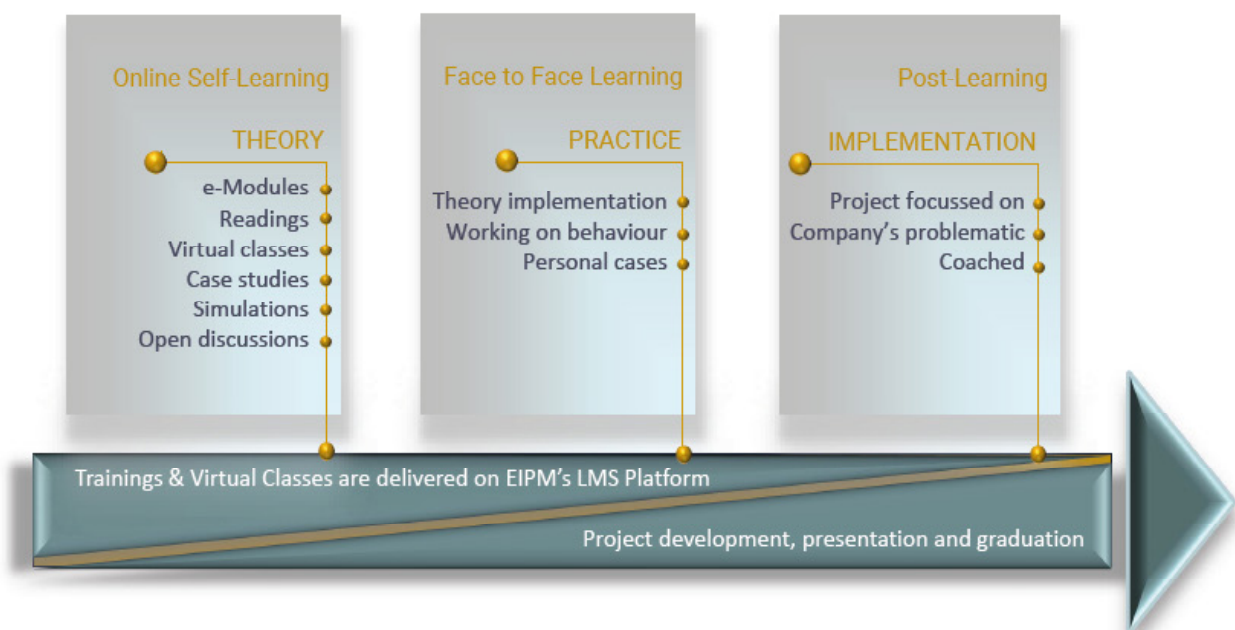 Online Self-Learning
THEORY
e-Modules
Readings
Virtual classes
Case studies
Simulations
Open discussions
Face to Face Learning
PRACTICE
Theory implementation
Working on behaviour
Personal cases
Post-Learning
IMPLEMENTATION
Project focussed on
Company's problematic
Coached
Trainings & Virtual Classes are delivered on EIPM's LMS Platform
Project development, presentation and graduation